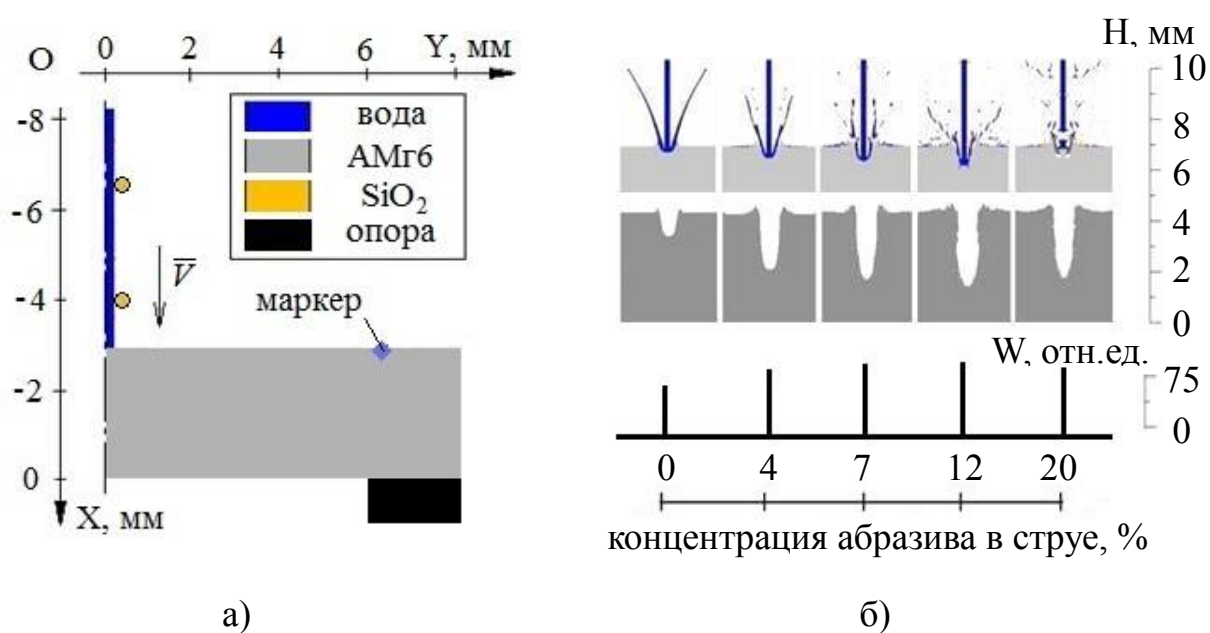 O 0 2 4 6 Y, мм
-8
-6
-4
-2
0
X, мм
вода
АМг6
SiO₂
опора
V̅
маркер
а)
H, мм
10
8
6
4
2
0
W, отн.ед.
75
0
0 4 7 12 20
концентрация абразива в струе, %
б)